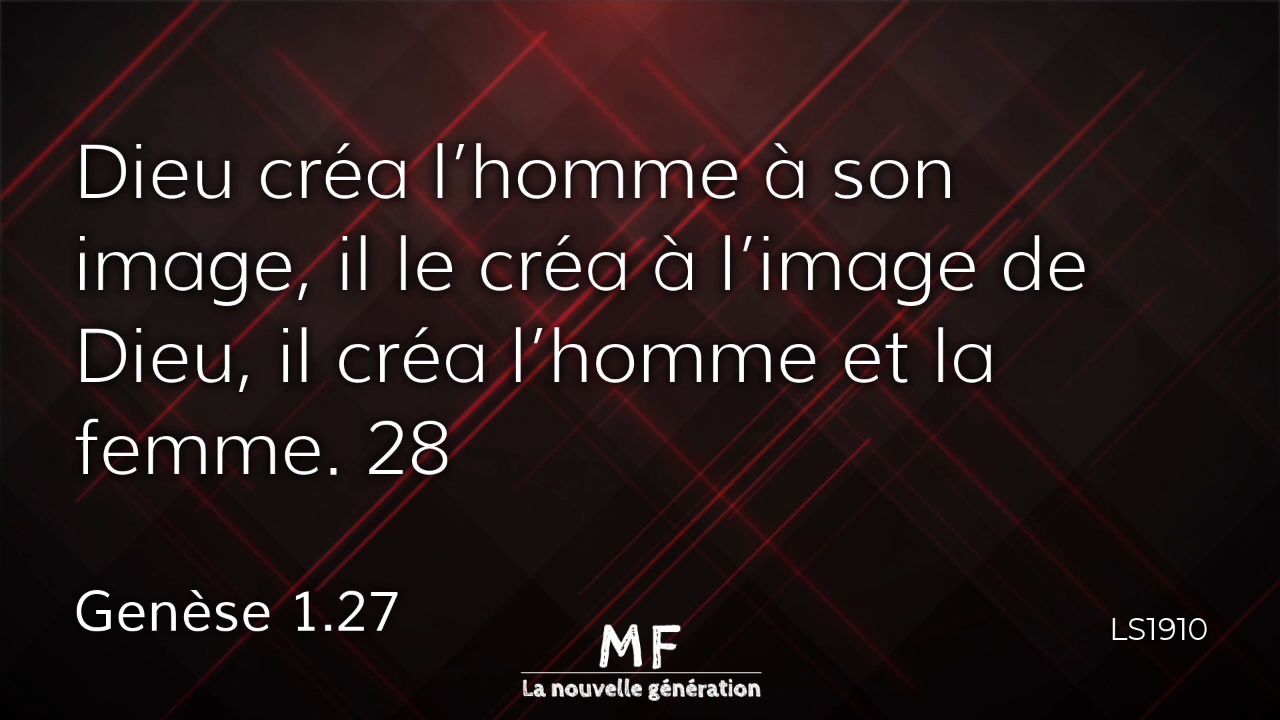 Dieu créa l’homme à son
image, il le créa à l’image de
Dieu, il créa l’homme et la
femme. 28
Genèse 1.27
LS1910
MF
La nouvelle génération